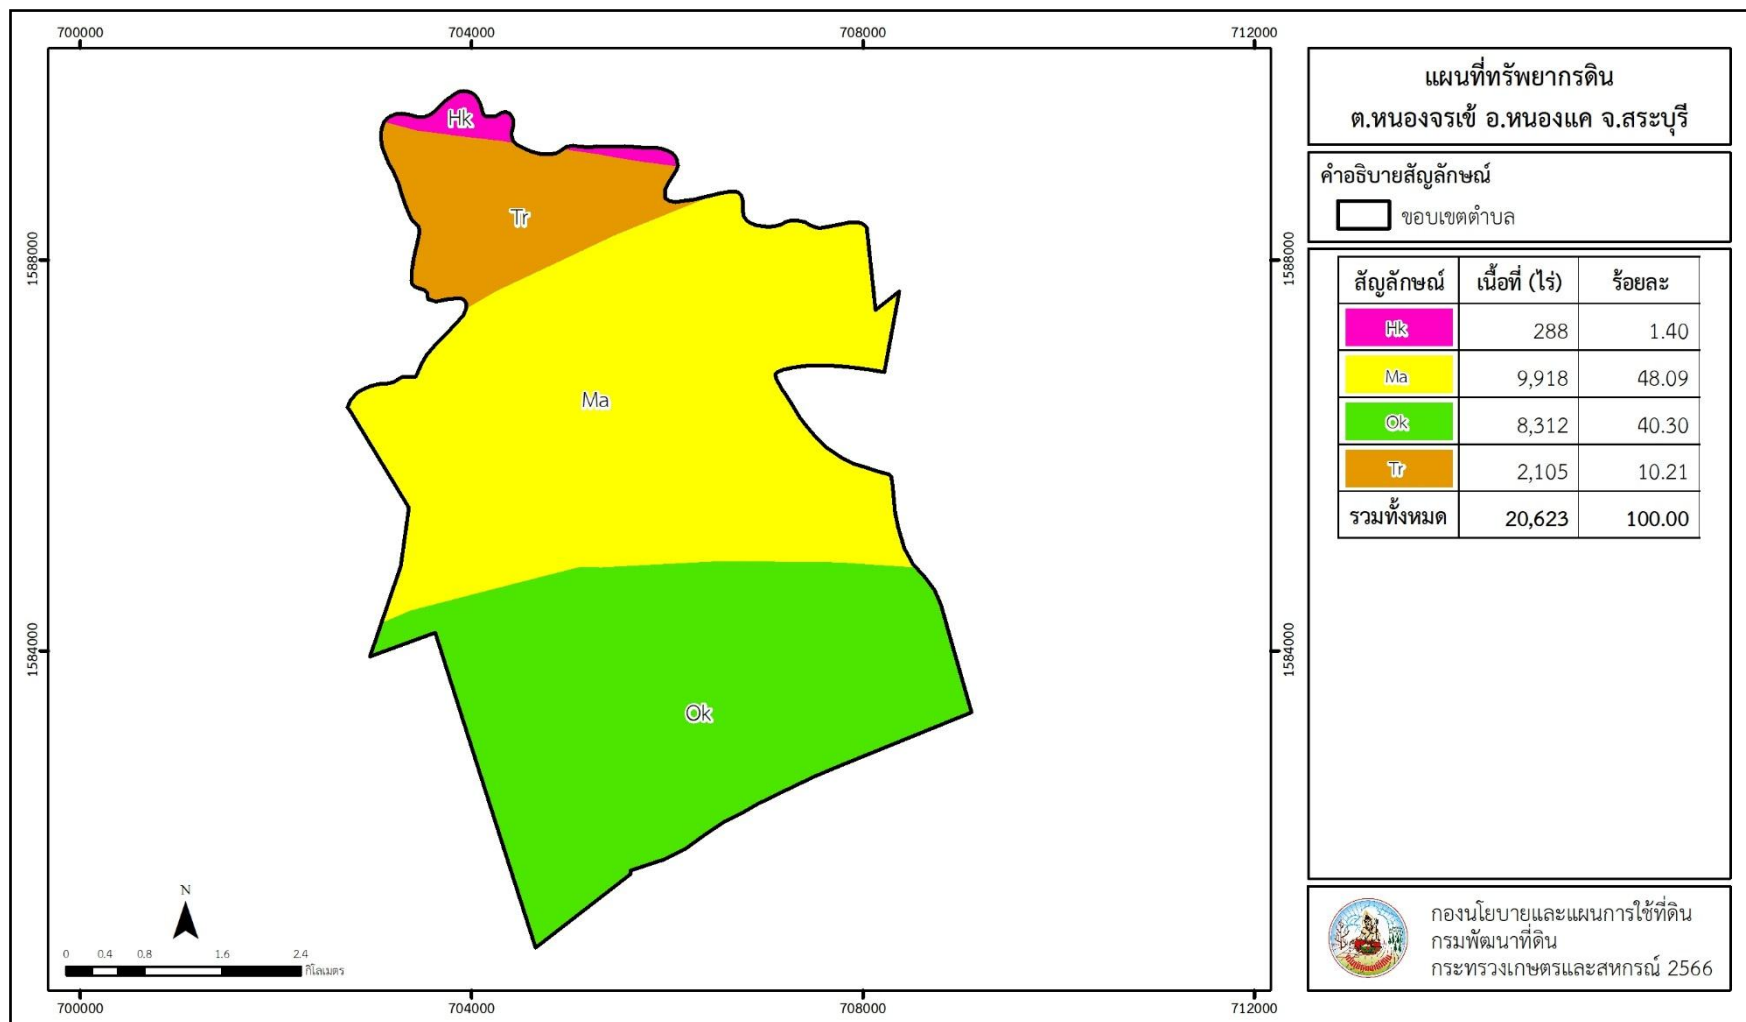 700000 704000 708000 712000
แผนที่ทรัพยากรดิน
ต.หนองจรเข้ อ.หนองแค จ.สระบุรี
คำอธิบายสัญลักษณ์
ขอบเขตตำบล
สัญลักษณ์ เนื้อที่ (ไร่) ร้อยละ
Hk 288 1.40
Ma 9,918 48.09
Ok 8,312 40.30
Tr 2,105 10.21
รวมทั้งหมด 20,623 100.00
Hk
Tr
Ma
Ok
1588000 1588000
1584000 1584000
N
0 0.4 0.8 1.6 2.4
กิโลเมตร
700000 704000 708000 712000
กองนโยบายและแผนการใช้ที่ดิน
กรมพัฒนาที่ดิน
กระทรวงเกษตรและสหกรณ์ 2566